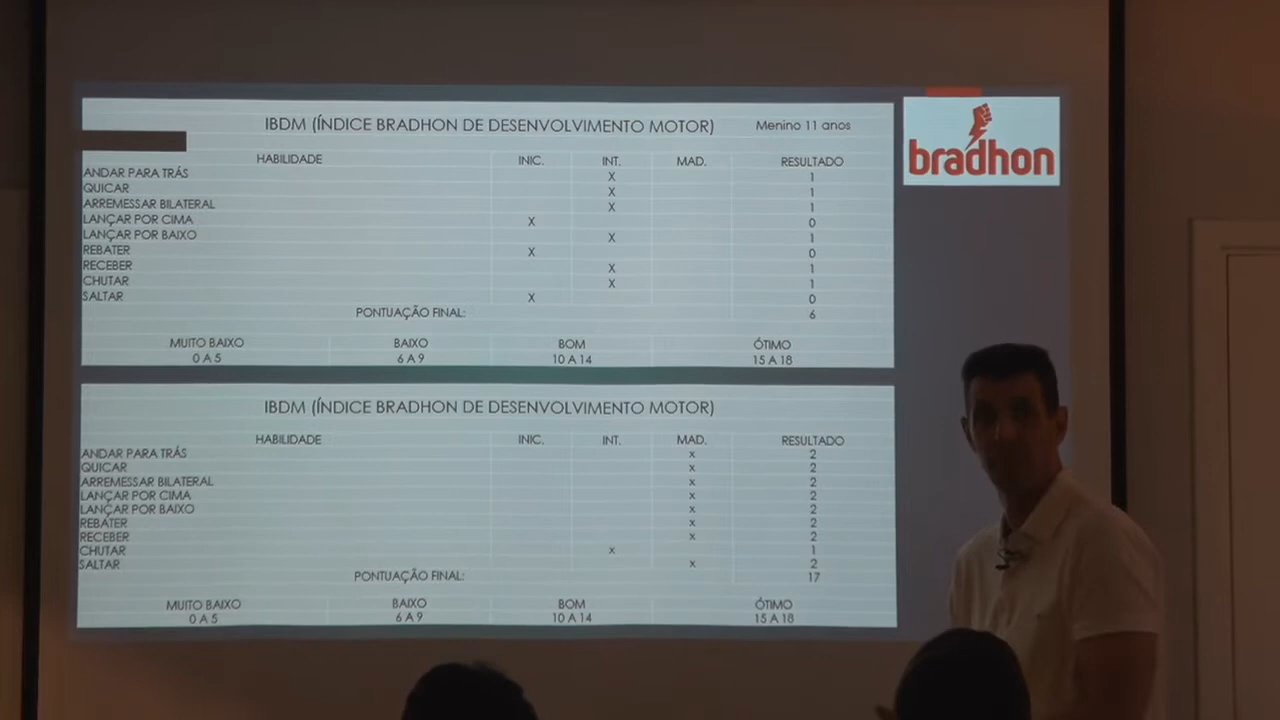 IBDM (ÍNDICE BRADHON DE DESENVOLVIMENTO MOTOR) Menino 11 anos
bradhon
HABILIDADE INIC. INT. MAD. RESULTADO
ANDAR PARA TRÁS X 1
QUICAR X 1
ARREMESSAR BILATERAL X 1
LANÇAR POR CIMA X 0
LANÇAR POR BAIXO X 1
REBATER X 0
RECEBER X 1
CHUTAR X 1
SALTAR X 0
PONTUAÇÃO FINAL: 6
MUITO BAIXO BAIXO BOM ÓTIMO
0 A 5 6 A 9 10 A 14 15 A 18
IBDM (ÍNDICE BRADHON DE DESENVOLVIMENTO MOTOR)
HABILIDADE INIC. INT. MAD. RESULTADO
ANDAR PARA TRÁS x 2
QUICAR x 2
ARREMESSAR BILATERAL x 2
LANÇAR POR CIMA x 2
LANÇAR POR BAIXO x 2
REBATER x 2
RECEBER x 2
CHUTAR x 1
SALTAR x 2
PONTUAÇÃO FINAL: 17
MUITO BAIXO BAIXO BOM ÓTIMO
0 A 5 6 A 9 10 A 14 15 A 18